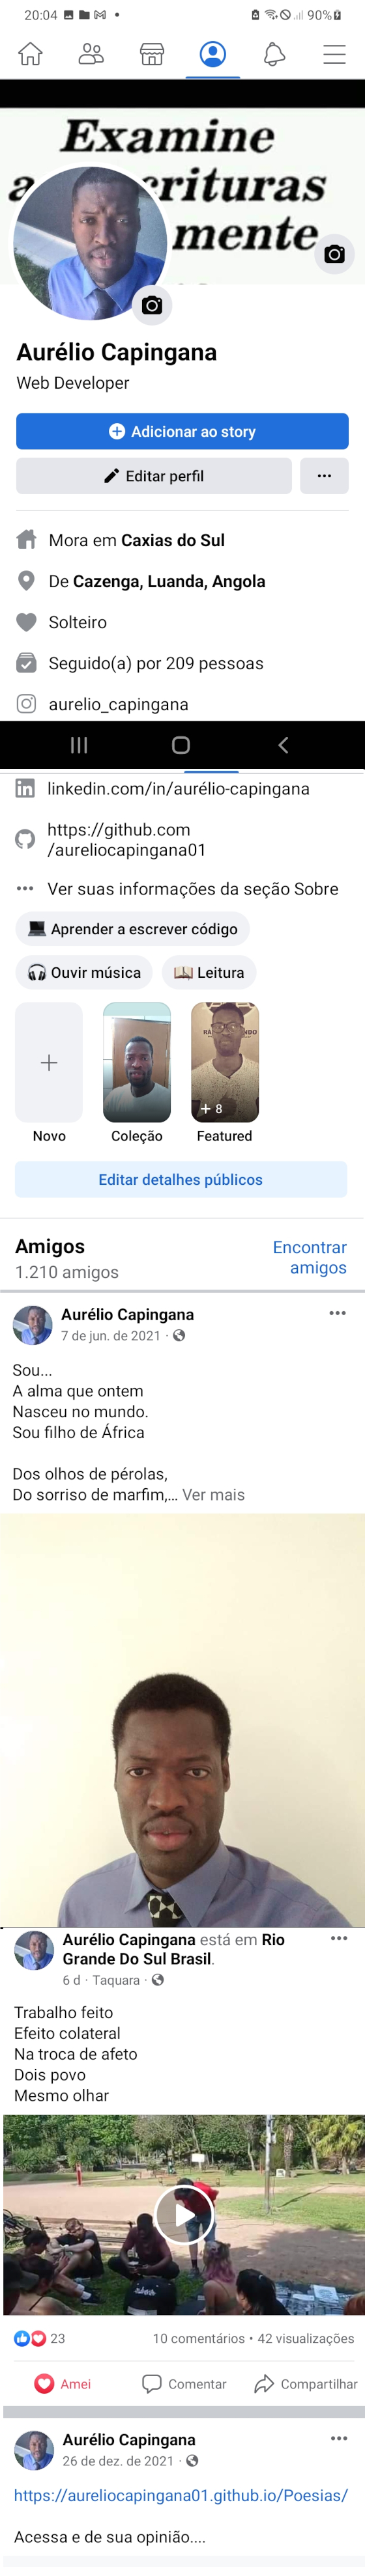 20:04
90%
Examine
a
erituras
mente
Aurélio Capingana
Web Developer
Adicionar ao story
Editar perfil
Mora em Caxias do Sul
De Cazenga, Luanda, Angola
Solteiro
Seguido(a) por 209 pessoas
aurelio_capingana
linkedin.com/in/aurélio-capingana
https://github.com
/aureliocapingana01
Ver suas informações da seção Sobre
Aprender a escrever código
Ouvir música
Leitura
+ 8
Novo
Coleção
Featured
Editar detalhes públicos
Amigos
Encontrar
amigos
1.210 amigos
Aurélio Capingana
7 de jun. de 2021 ·
Sou...
A alma que ontem
Nasceu no mundo.
Sou filho de África
Dos olhos de pérolas,
Do sorriso de marfim,... Ver mais
Aurélio Capingana está em Rio
Grande Do Sul Brasil.
6 d · Taquara ·
Trabalho feito
Efeito colateral
Na troca de afeto
Dois povo
Mesmo olhar
23
10 comentários • 42 visualizações
Amei
Comentar
Compartilhar
Aurélio Capingana
26 de dez. de 2021 ·
https://aureliocapingana01.github.io/Poesias/
Acessa e de sua opinião....